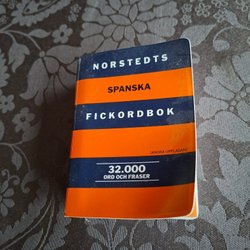 NORSTEDTS
SPANSKA
FICKORDBOK
32.000
ORD OCH FRASER